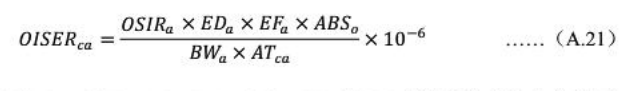 OISER_ca = (OSIR_a × ED_a × EF_a × ABS_o) / (BW_a × AT_ca) × 10⁻⁶ ……（A.21）